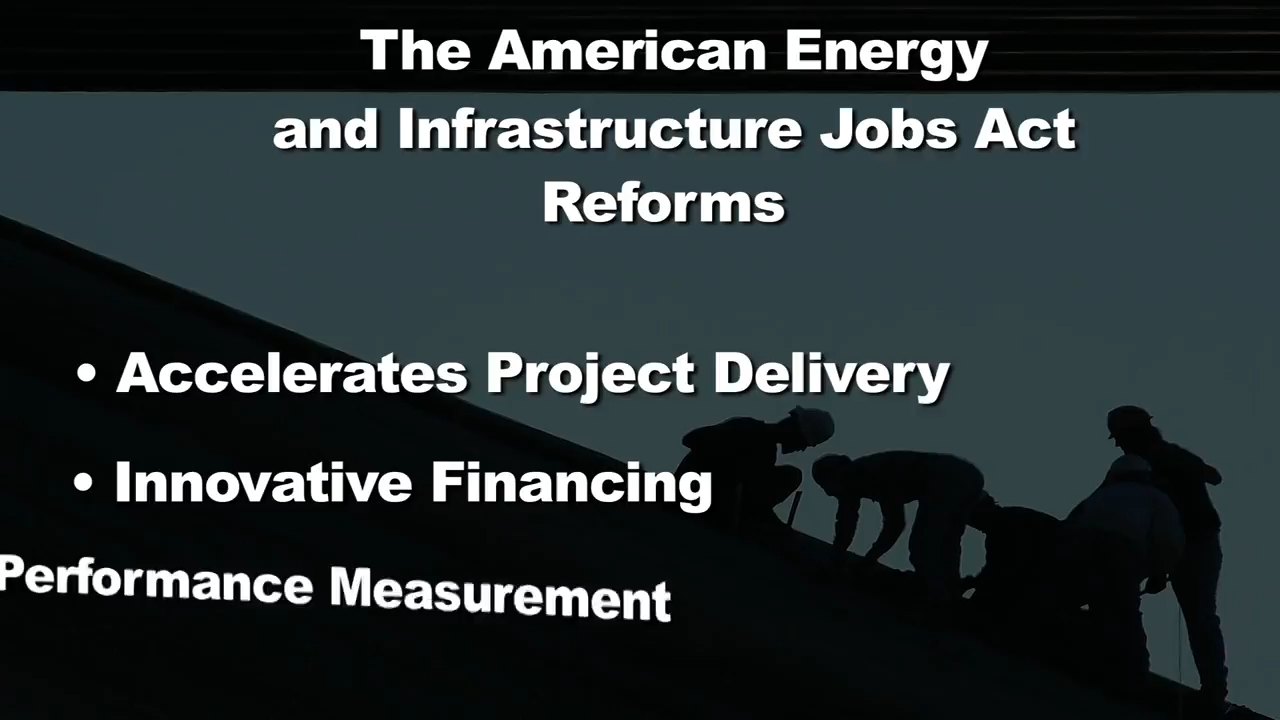 The American Energy
and Infrastructure Jobs Act
Reforms
• Accelerates Project Delivery
• Innovative Financing
Performance Measurement